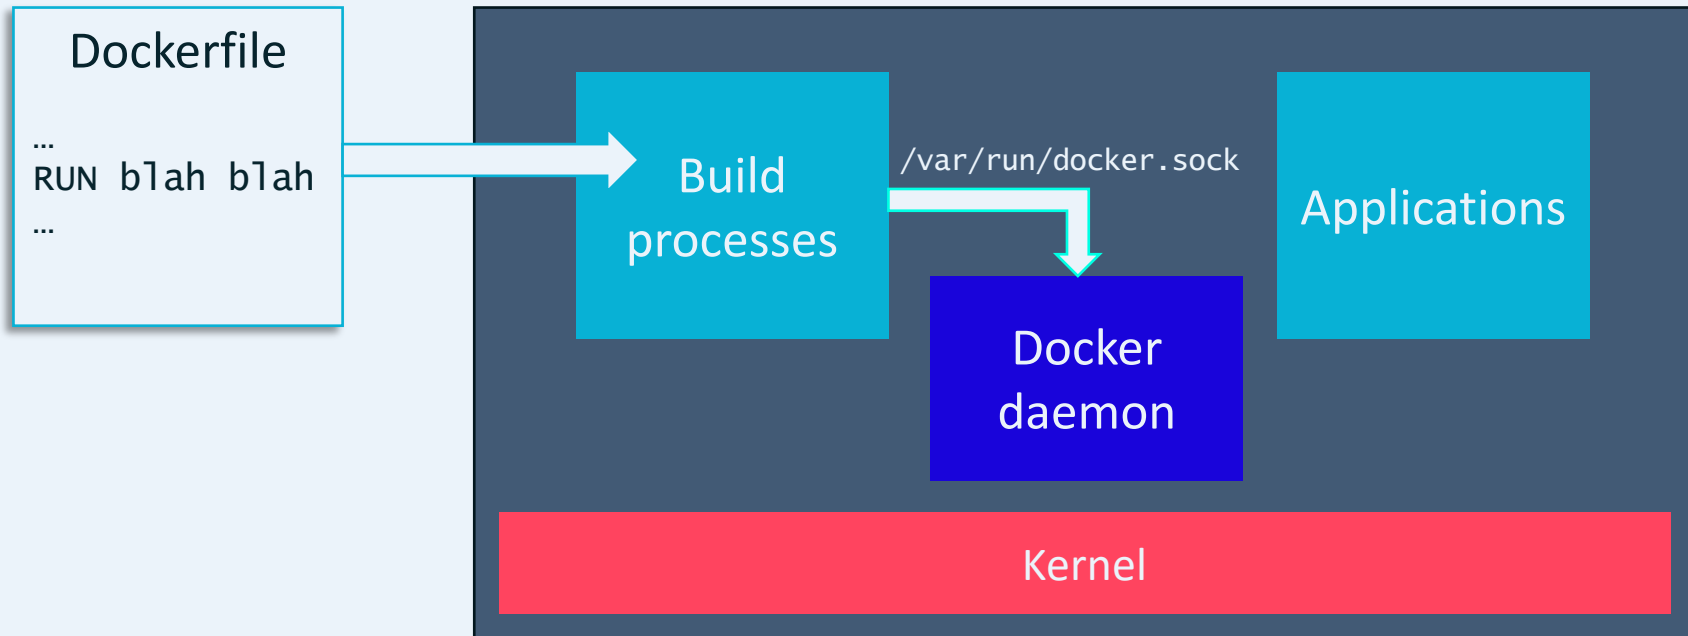 Dockerfile
...
RUN blah blah
...
Build
processes
/var/run/docker.sock
Docker
daemon
Applications
Kernel